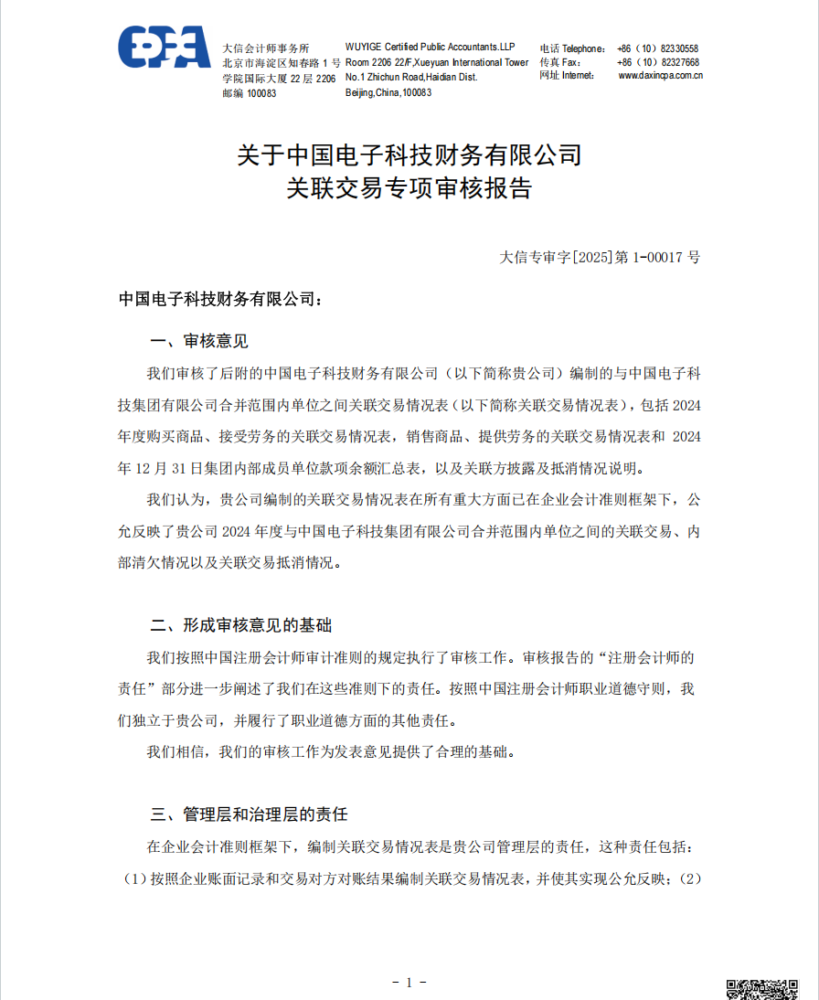 CPA
大信会计师事务所
北京市海淀区知春路 1 号
学院国际大厦 22 层 2206
邮编 100083
WUYIGE Certified Public Accountants.LLP
Room 2206 22/F,Xueyuan International Tower
No.1 Zhichun Road,Haidian Dist.
Beijing,China,100083
电话 Telephone: +86（10）82330558
传真 Fax: +86（10）82327668
网址 Internet: www.daxincpa.com.cn
关于中国电子科技财务有限公司
关联交易专项审核报告
大信专审字[2025]第 1-00017 号
中国电子科技财务有限公司：
一、审核意见
我们审核了后附的中国电子科技财务有限公司（以下简称贵公司）编制的与中国电子科
技集团有限公司合并范围内单位之间关联交易情况表（以下简称关联交易情况表），包括 2024
年度购买商品、接受劳务的关联交易情况表，销售商品、提供劳务的关联交易情况表和 2024
年 12 月 31 日集团内部成员单位款项余额汇总表，以及关联方披露及抵消情况说明。
我们认为，贵公司编制的关联交易情况表在所有重大方面已在企业会计准则框架下，公
允反映了贵公司 2024 年度与中国电子科技集团有限公司合并范围内单位之间的关联交易、内
部清欠情况以及关联交易抵消情况。
二、形成审核意见的基础
我们按照中国注册会计师审计准则的规定执行了审核工作。审核报告的“注册会计师的
责任”部分进一步阐述了我们在这些准则下的责任。按照中国注册会计师职业道德守则，我
们独立于贵公司，并履行了职业道德方面的其他责任。
我们相信，我们的审核工作为发表意见提供了合理的基础。
三、管理层和治理层的责任
在企业会计准则框架下，编制关联交易情况表是贵公司管理层的责任，这种责任包括：
（1）按照企业账面记录和交易对方对账结果编制关联交易情况表，并使其实现公允反映；（2）
- 1 -